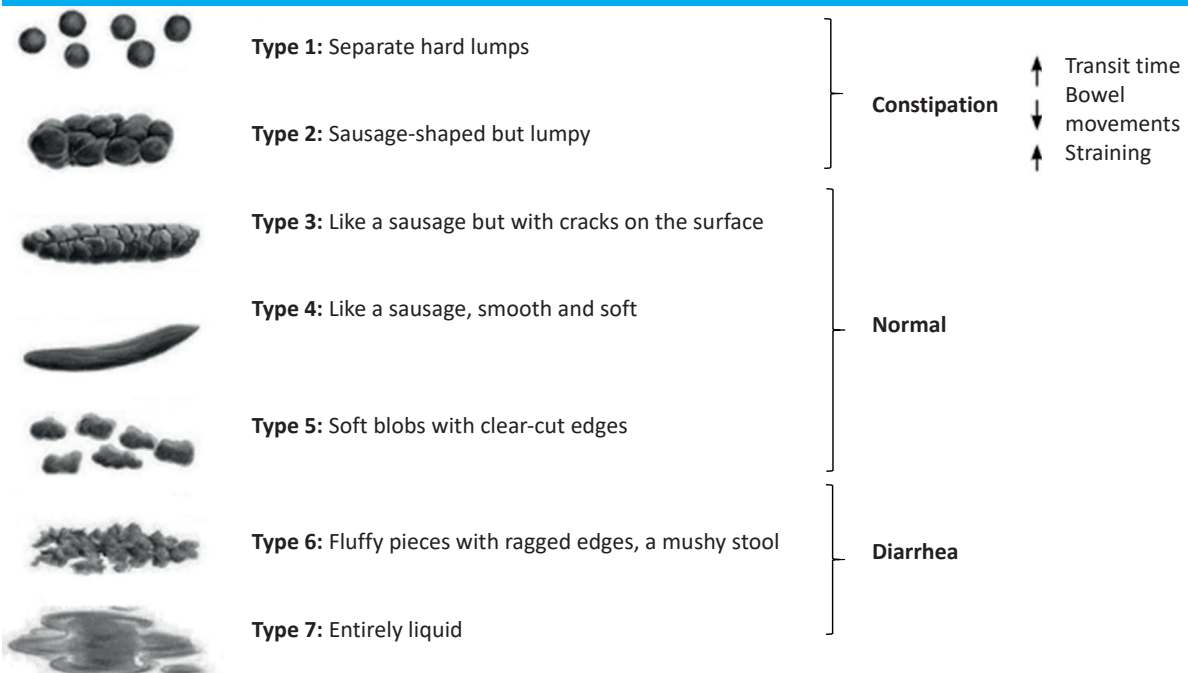 Type 1: Separate hard lumps
Type 2: Sausage-shaped but lumpy
Constipation
Transit time
Bowel
movements
Straining
Type 3: Like a sausage but with cracks on the surface
Type 4: Like a sausage, smooth and soft
Type 5: Soft blobs with clear-cut edges
Normal
Type 6: Fluffy pieces with ragged edges, a mushy stool
Type 7: Entirely liquid
Diarrhea